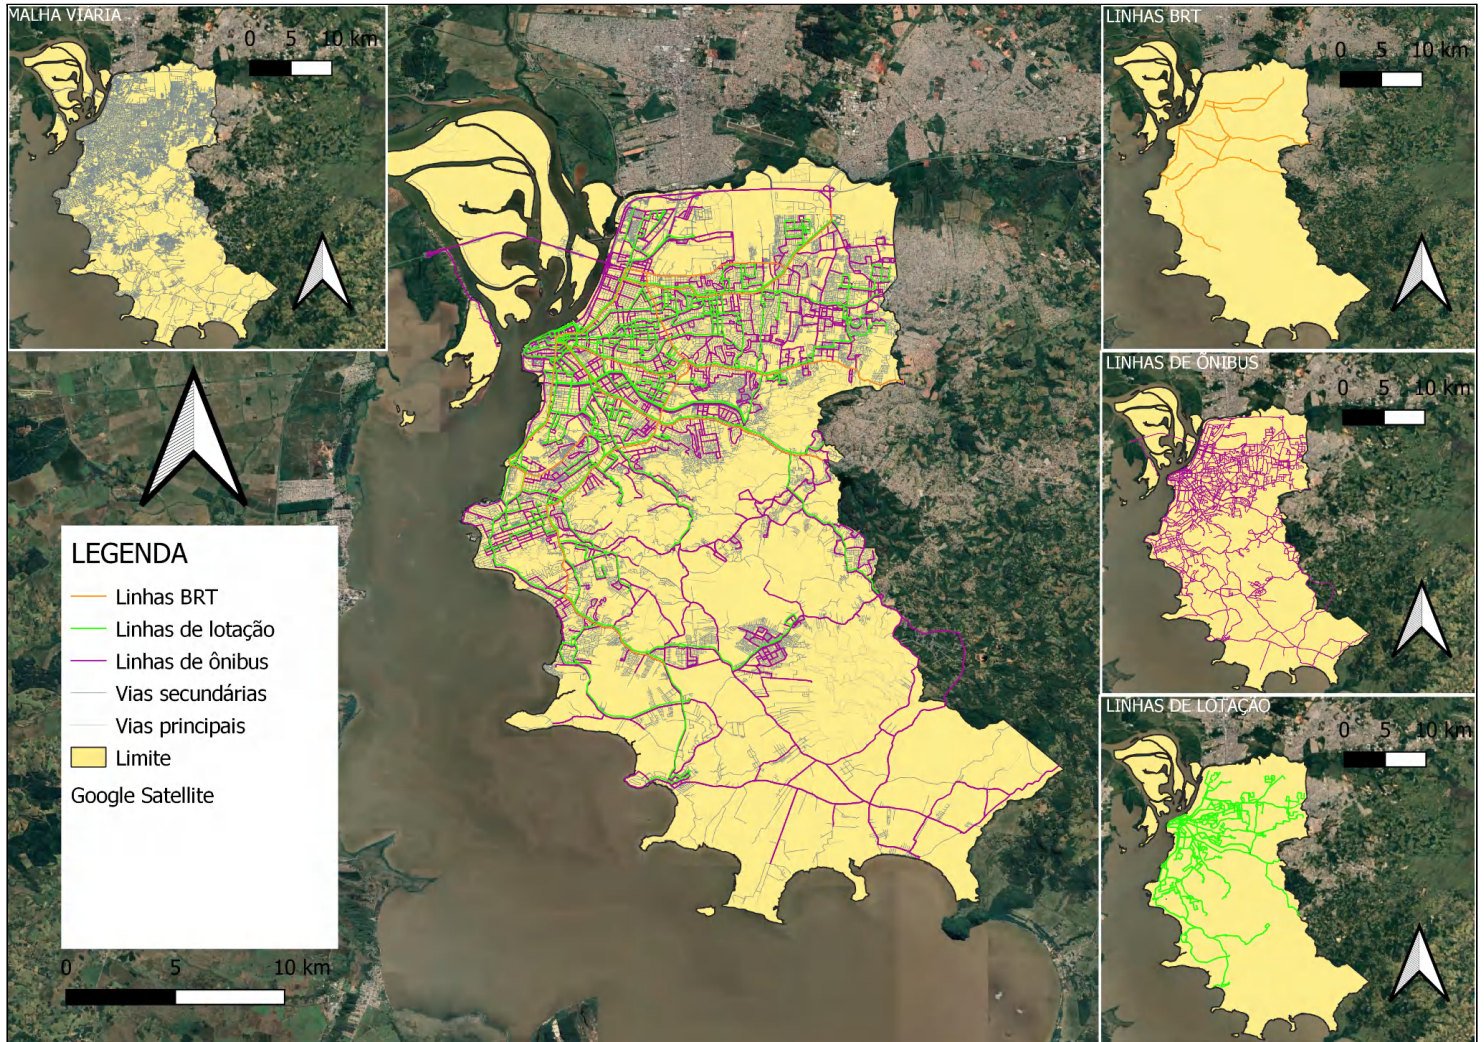 MALHA VIARIA
0 5 10 km
LINHAS BRT
0 5 10 km
LINHAS DE ÕNIBUS
0 5 10 km
LINHAS DE LOTAÇÃO
0 5 10 km
LEGENDA
Linhas BRT
Linhas de lotação
Linhas de ônibus
Vias secundárias
Vias principais
Limite
Google Satellite
0 5 10 km